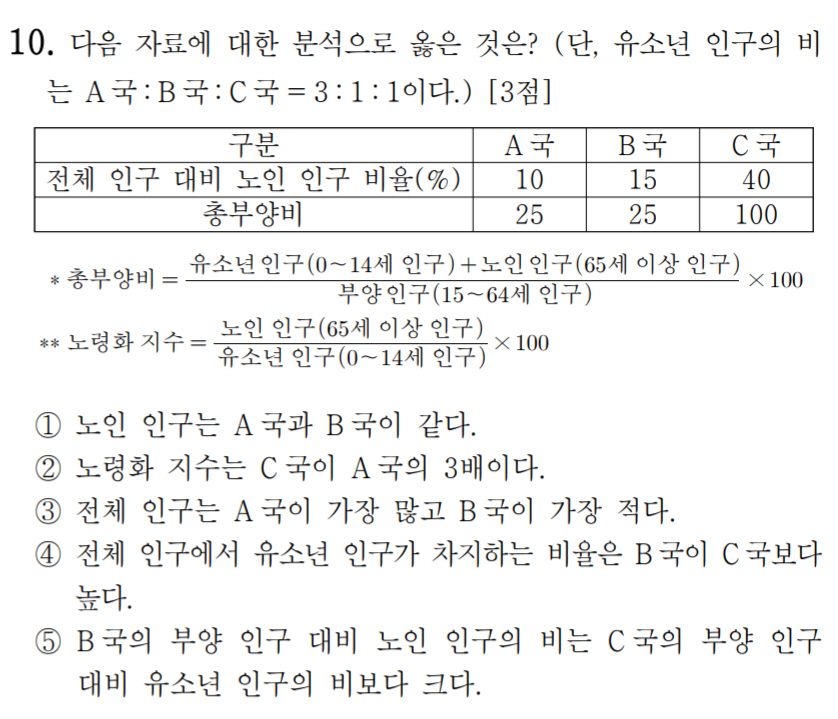 10. 다음 자료에 대한 분석으로 옳은 것은? (단, 유소년 인구의 비
는 A국:B국:C국=3:1:1이다.) [3점]
구분 A국 B국 C국
전체 인구 대비 노인 인구 비율(%) 10 15 40
총부양비 25 25 100
* 총부양비 = 유소년 인구(0~14세 인구)+노인 인구(65세 이상 인구) / 부양 인구(15~64세 인구) ×100
** 노령화 지수 = 노인 인구(65세 이상 인구) / 유소년 인구(0~14세 인구) ×100
① 노인 인구는 A국과 B국이 같다.
② 노령화 지수는 C국이 A국의 3배이다.
③ 전체 인구는 A국이 가장 많고 B국이 가장 적다.
④ 전체 인구에서 유소년 인구가 차지하는 비율은 B국이 C국보다
높다.
⑤ B국의 부양 인구 대비 노인 인구의 비는 C국의 부양 인구
대비 유소년 인구의 비보다 크다.